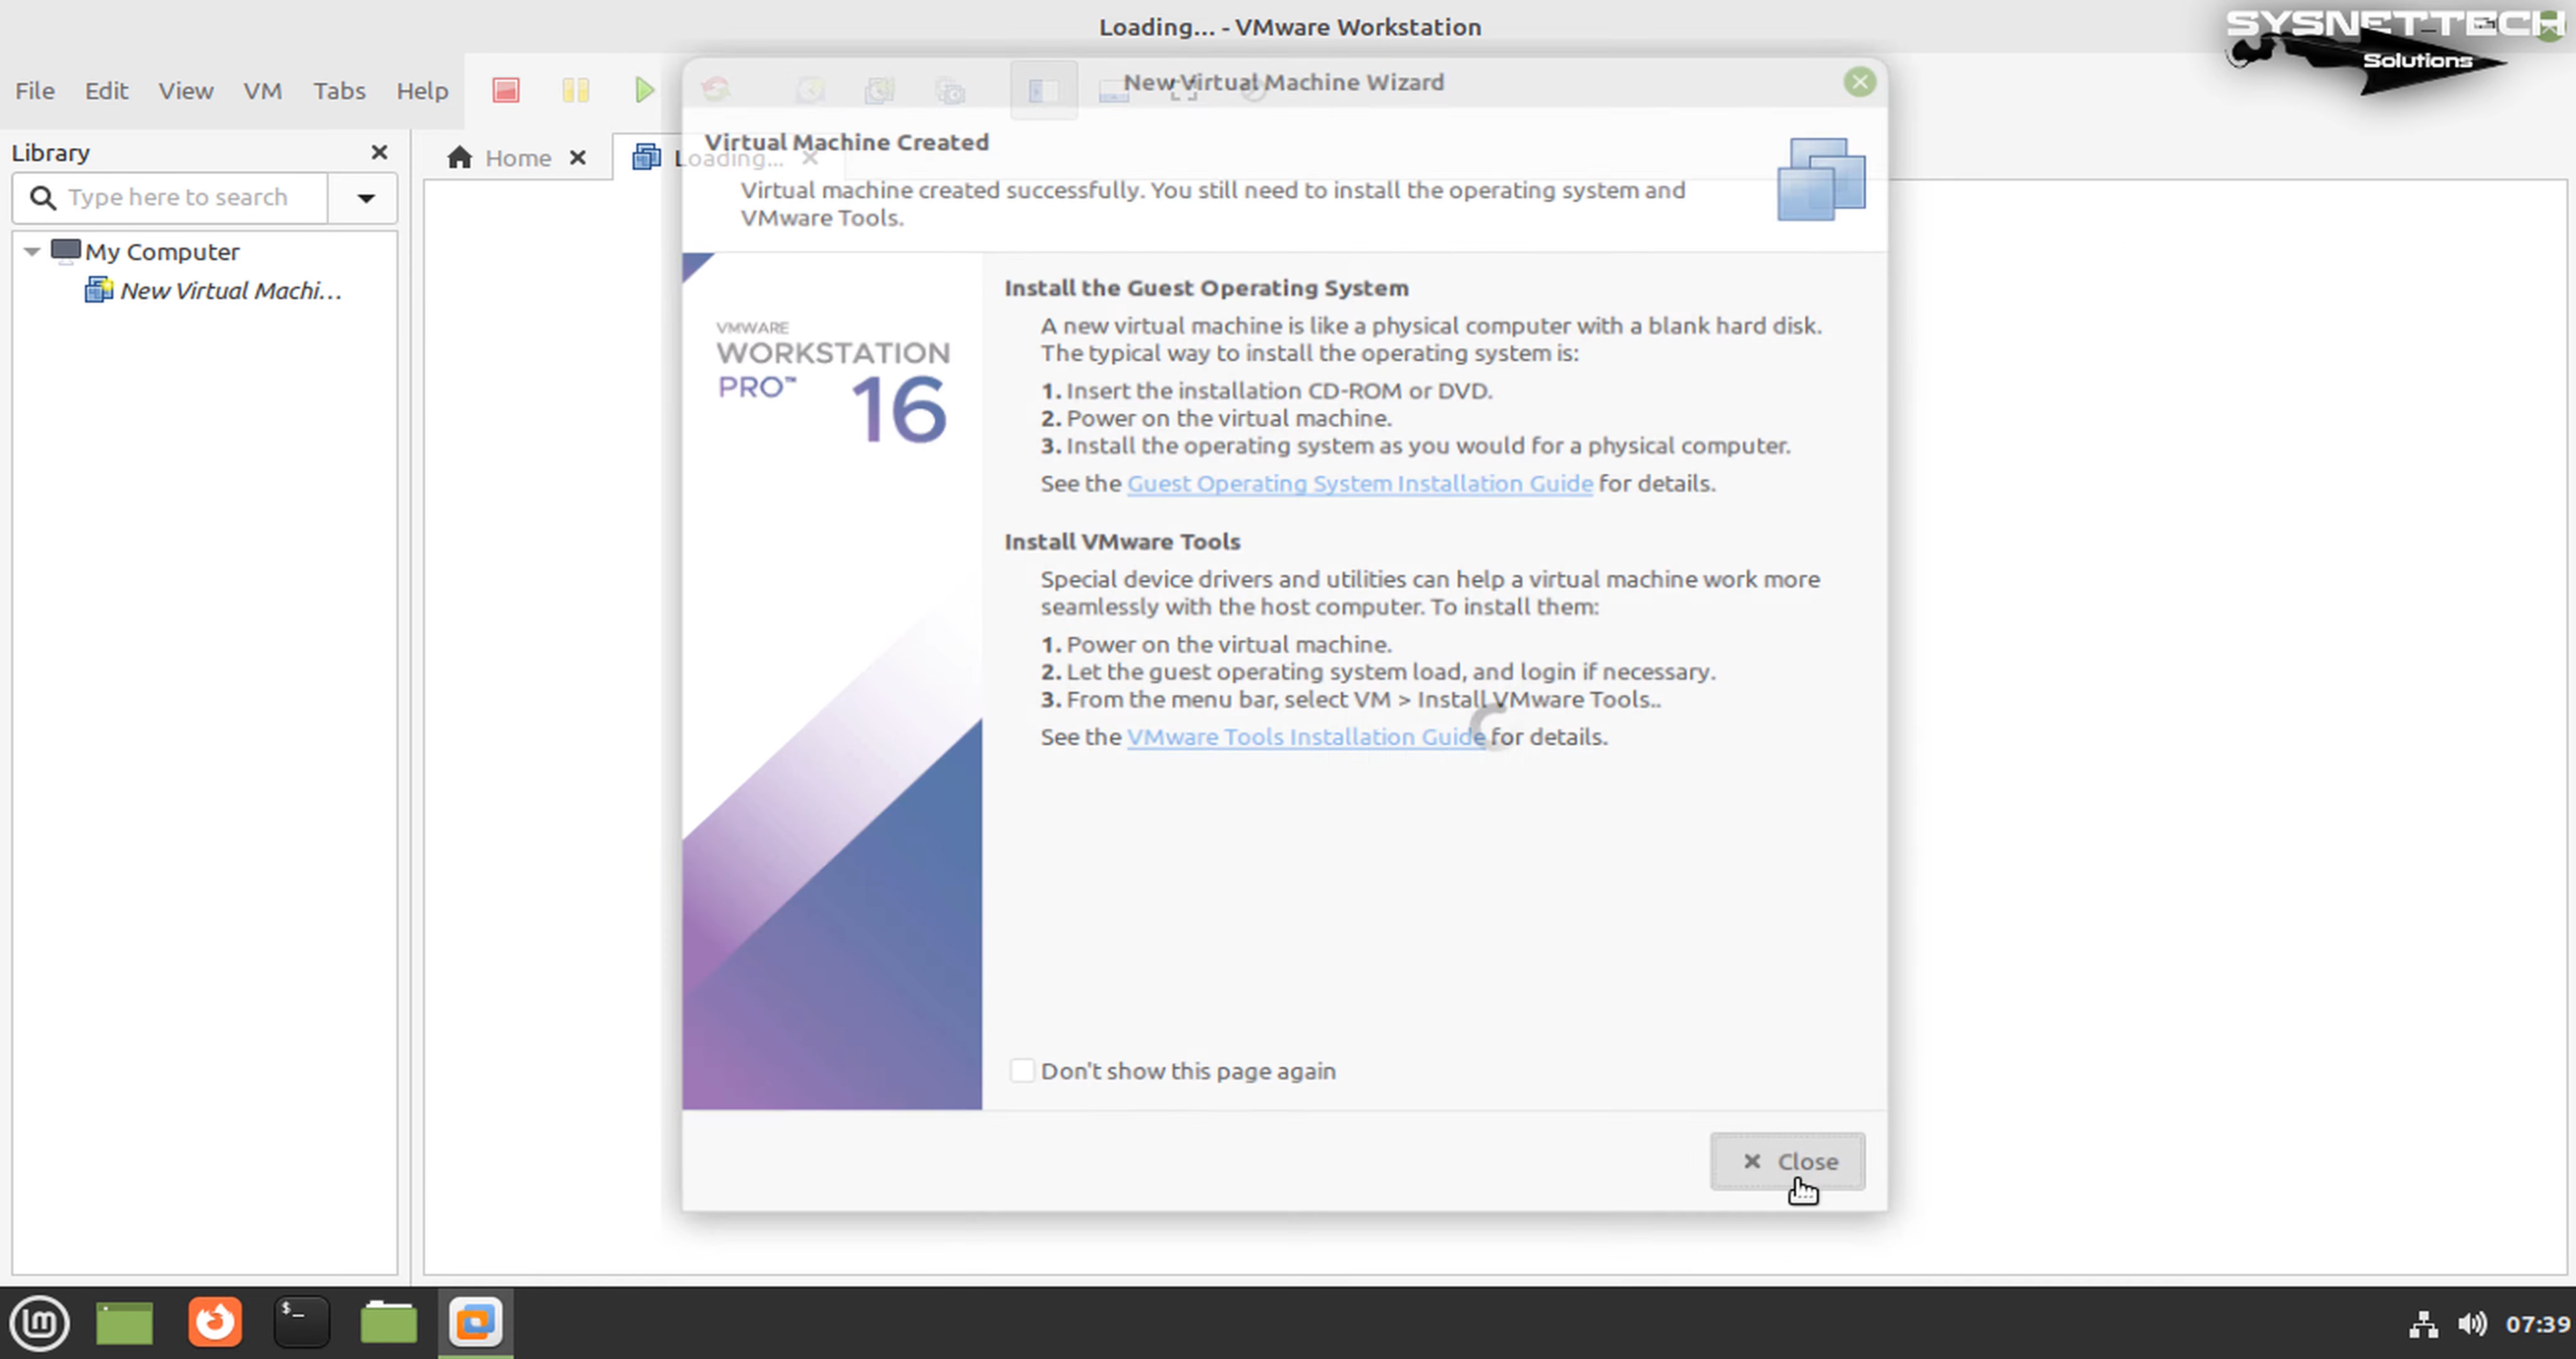 Loading... - VMware Workstation
SYSNETTECH
Solutions
File Edit View VM Tabs Help
New Virtual Machine Wizard
Library
Home
Loading...
Virtual Machine Created
Type here to search
Virtual machine created successfully. You still need to install the operating system and
VMware Tools.
My Computer
New Virtual Machi...
VMWARE
WORKSTATION
PRO™ 16
Install the Guest Operating System
A new virtual machine is like a physical computer with a blank hard disk.
The typical way to install the operating system is:
1. Insert the installation CD-ROM or DVD.
2. Power on the virtual machine.
3. Install the operating system as you would for a physical computer.
See the Guest Operating System Installation Guide for details.
Install VMware Tools
Special device drivers and utilities can help a virtual machine work more
seamlessly with the host computer. To install them:
1. Power on the virtual machine.
2. Let the guest operating system load, and login if necessary.
3. From the menu bar, select VM > Install VMware Tools..
See the VMware Tools Installation Guide for details.
Don't show this page again
Close
$_
07:39